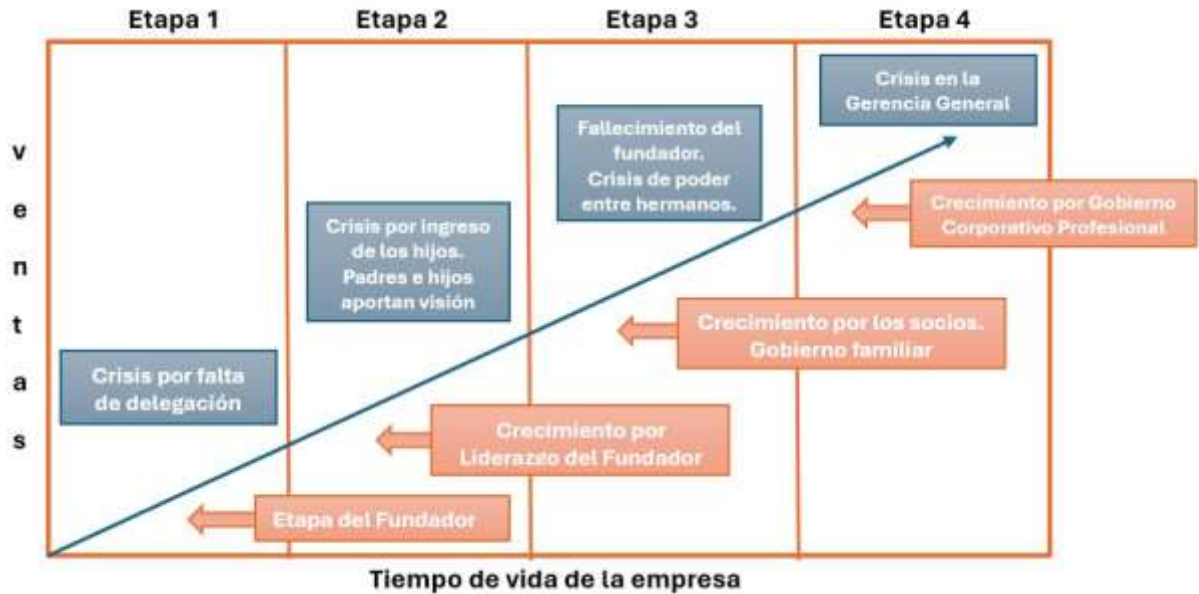 Etapa 1
Etapa 2
Etapa 3
Etapa 4
ventas
Crisis por falta
de delegación
Crisis por ingreso
de los hijos.
Padres e hijos
aportan visión
Fallecimiento del
fundador.
Crisis de poder
entre hermanos.
Crisis en la
Gerencia General
Etapa del Fundador
Crecimiento por
Liderazgo del Fundador
Crecimiento por los socios.
Gobierno familiar
Crecimiento por Gobierno
Corporativo Profesional
Tiempo de vida de la empresa